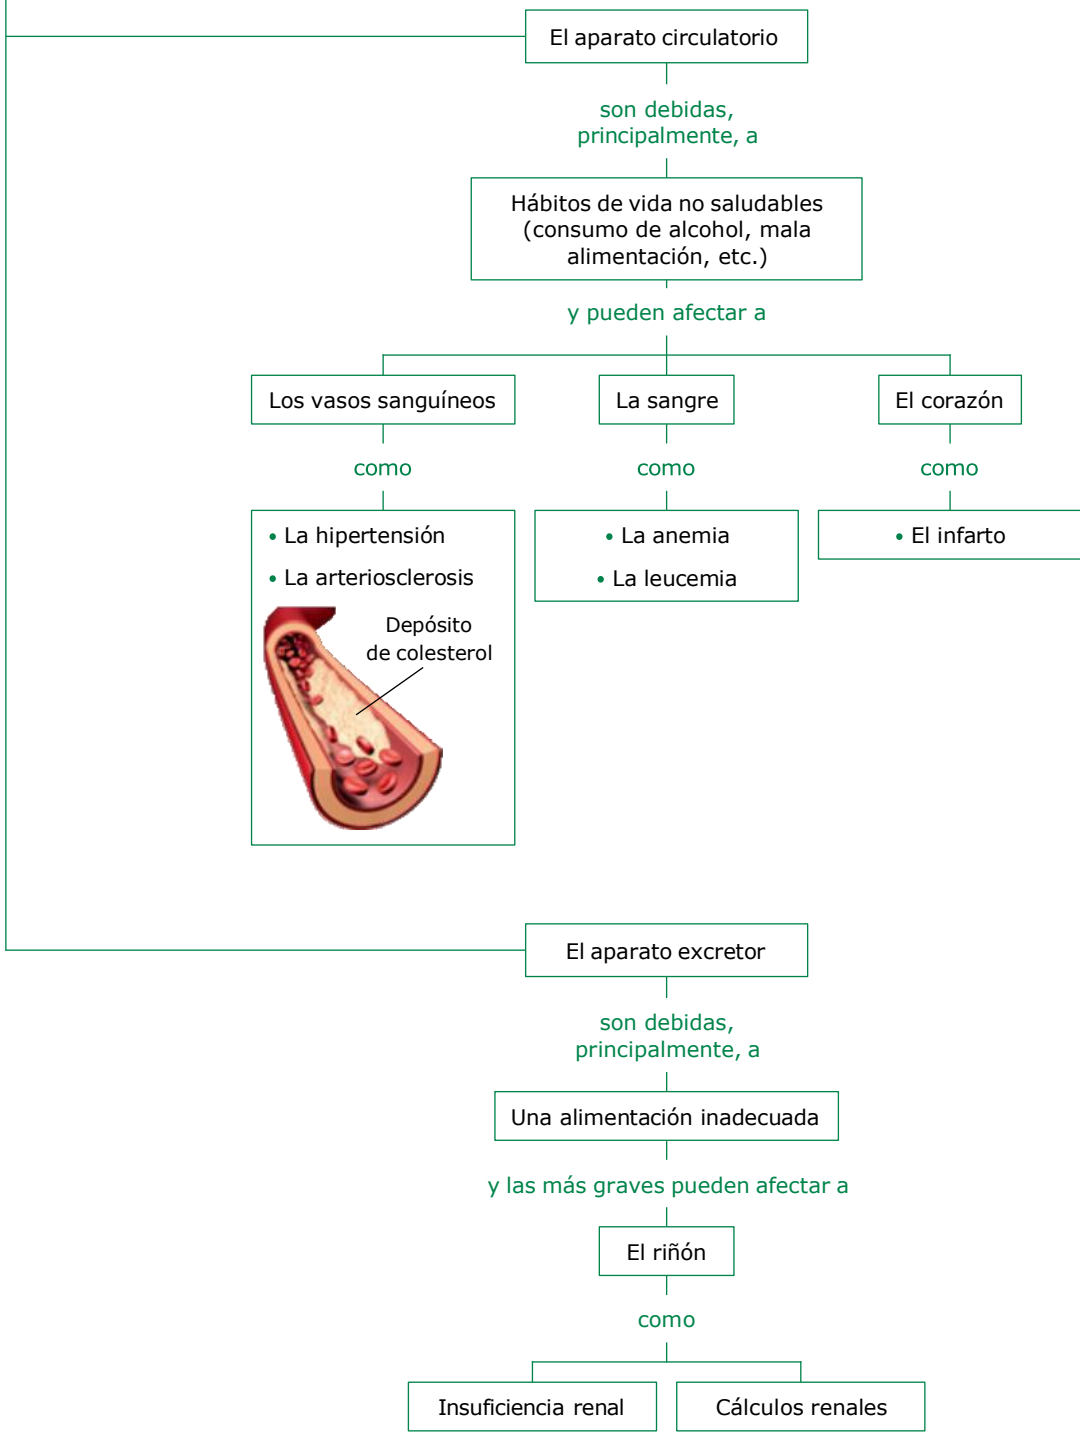 El aparato circulatorio
son debidas,
principalmente, a
Hábitos de vida no saludables
(consumo de alcohol, mala
alimentación, etc.)
y pueden afectar a
Los vasos sanguíneos
La sangre
El corazón
como
como
como
• La hipertensión
• La arteriosclerosis
Depósito
de colesterol
• La anemia
• La leucemia
• El infarto
El aparato excretor
son debidas,
principalmente, a
Una alimentación inadecuada
y las más graves pueden afectar a
El riñón
como
Insuficiencia renal
Cálculos renales